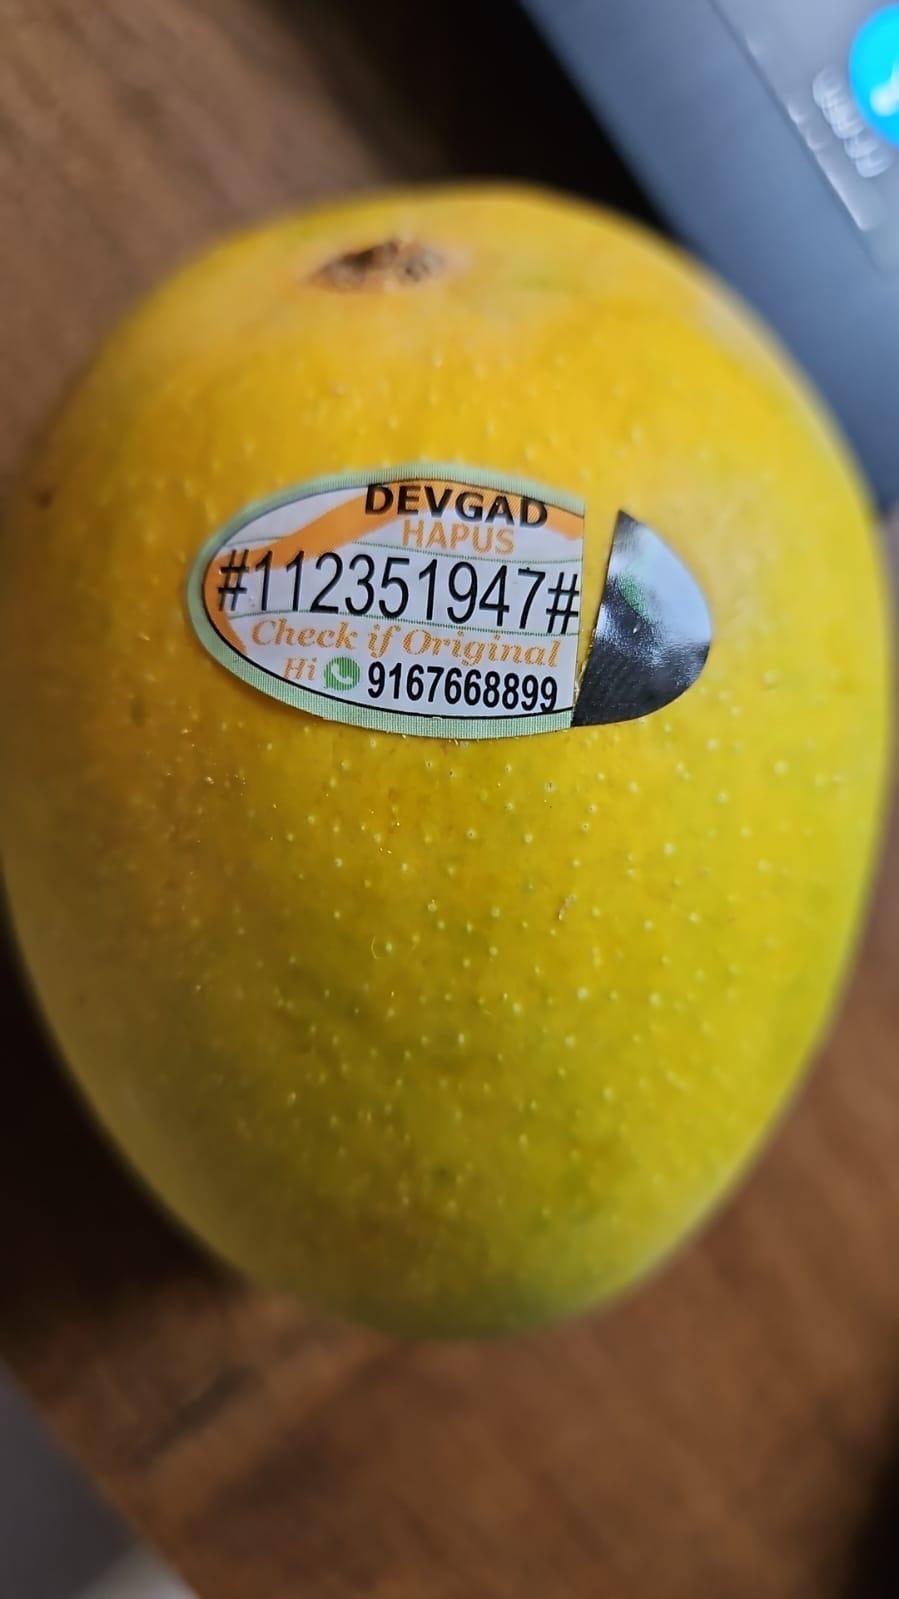 DEVGAD
HAPUS
#112351947#
Check if Original
Hi 9167668899